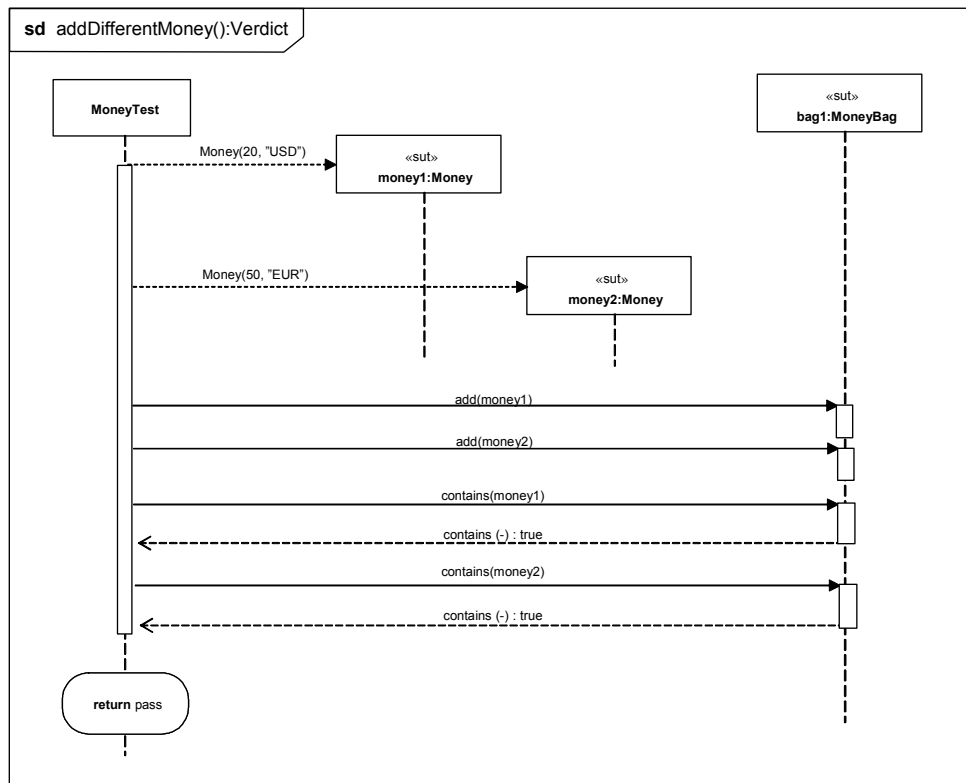 sd addDifferentMoney():Verdict
MoneyTest
«sut»
bag1:MoneyBag
Money(20, ”USD”)
«sut»
money1:Money
Money(50, ”EUR”)
«sut»
money2:Money
add(money1)
add(money2)
contains(money1)
contains (-) : true
contains(money2)
contains (-) : true
return pass